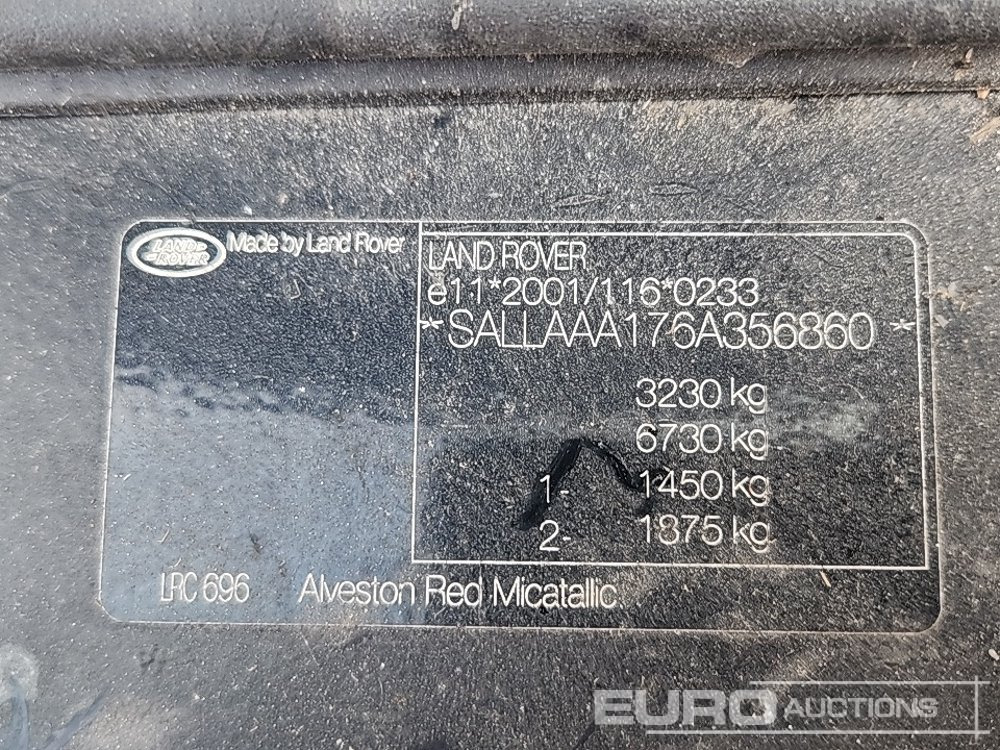 LAND-
-ROVER
Made by Land Rover
LAND ROVER
e11*2001/116*0233
*SALLAAA176A356860*
3230 kg
6730 kg
1- 1450 kg
2- 1875 kg
LRC 696 Alveston Red Micatallic
EURO AUCTIONS